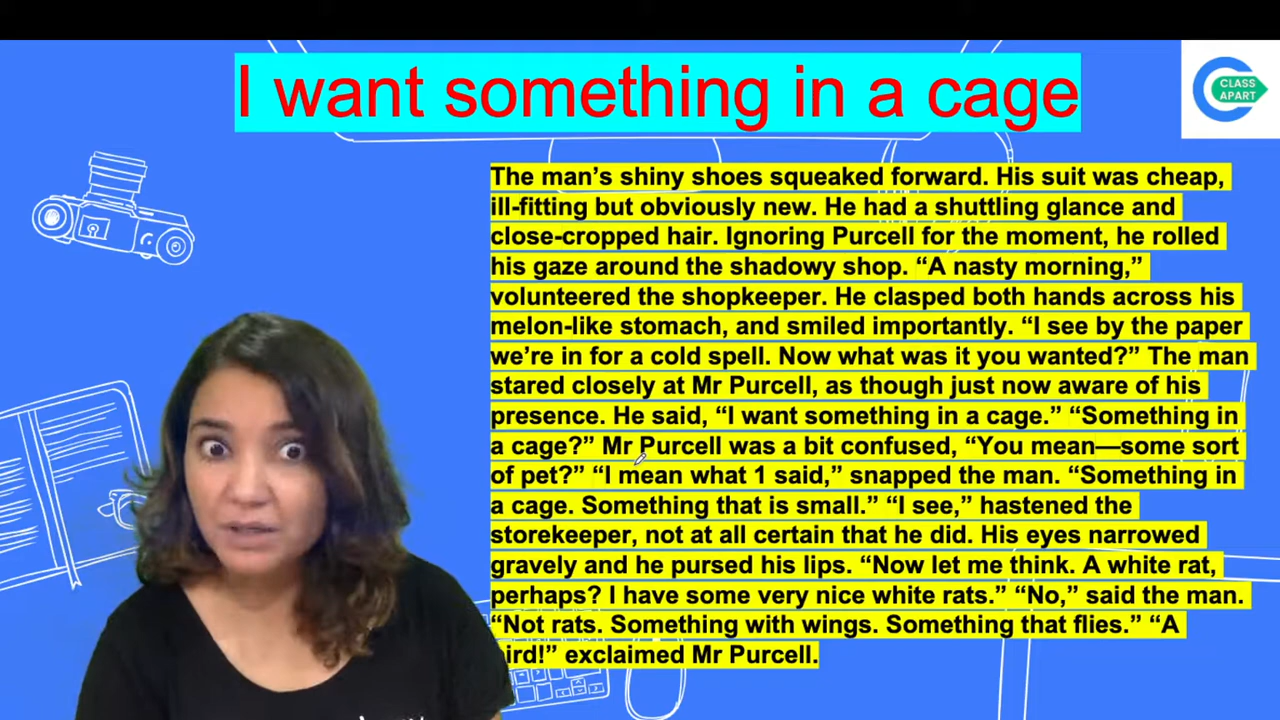 I want something in a cage
CLASS
APART
The man's shiny shoes squeaked forward. His suit was cheap,
ill-fitting but obviously new. He had a shuttling glance and
close-cropped hair. Ignoring Purcell for the moment, he rolled
his gaze around the shadowy shop. “A nasty morning,”
volunteered the shopkeeper. He clasped both hands across his
melon-like stomach, and smiled importantly. “I see by the paper
we're in for a cold spell. Now what was it you wanted?” The man
stared closely at Mr Purcell, as though just now aware of his
presence. He said, “I want something in a cage.” “Something in
a cage?” Mr Purcell was a bit confused, “You mean—some sort
of pet?” “I mean what 1 said,” snapped the man. “Something in
a cage. Something that is small.” “I see,” hastened the
storekeeper, not at all certain that he did. His eyes narrowed
gravely and he pursed his lips. “Now let me think. A white rat,
perhaps? I have some very nice white rats.” “No,” said the man.
“Not rats. Something with wings. Something that flies.” “A
ird!” exclaimed Mr Purcell.